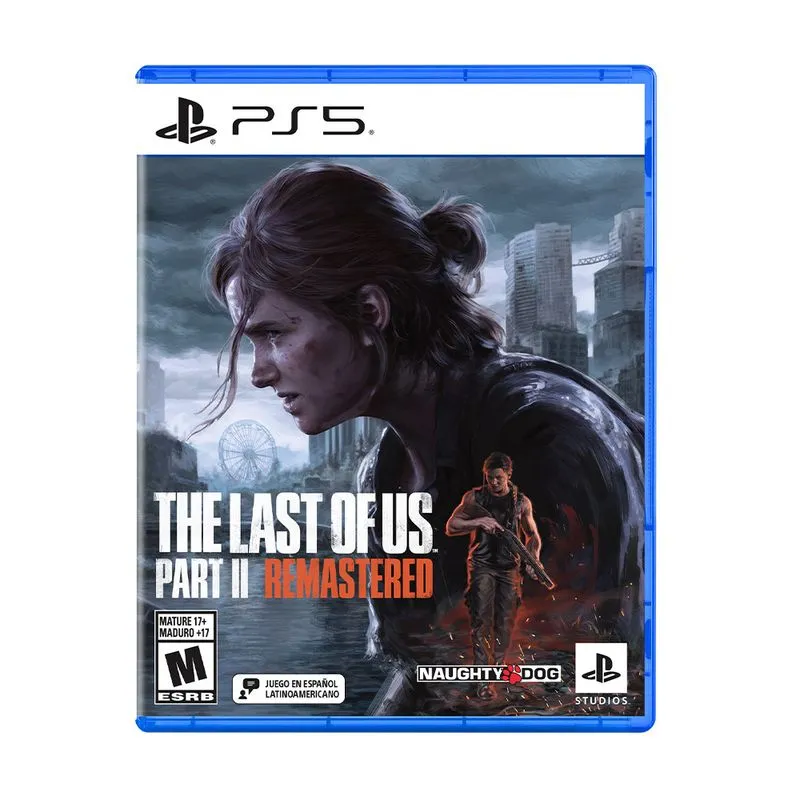 PS5
THE LAST OF US
PART II REMASTERED
MATURE 17+
MADURO +17
M
ESRB
JUEGO EN ESPAÑOL
LATINOAMERICANO
NAUGHTY DOG
STUDIOS